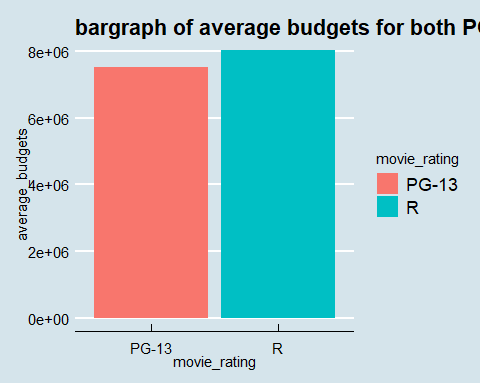 bargraph of average budgets for both PG
8e+06
6e+06
4e+06
2e+06
0e+00
average_budgets
PG-13
R
movie_rating
movie_rating
PG-13
R